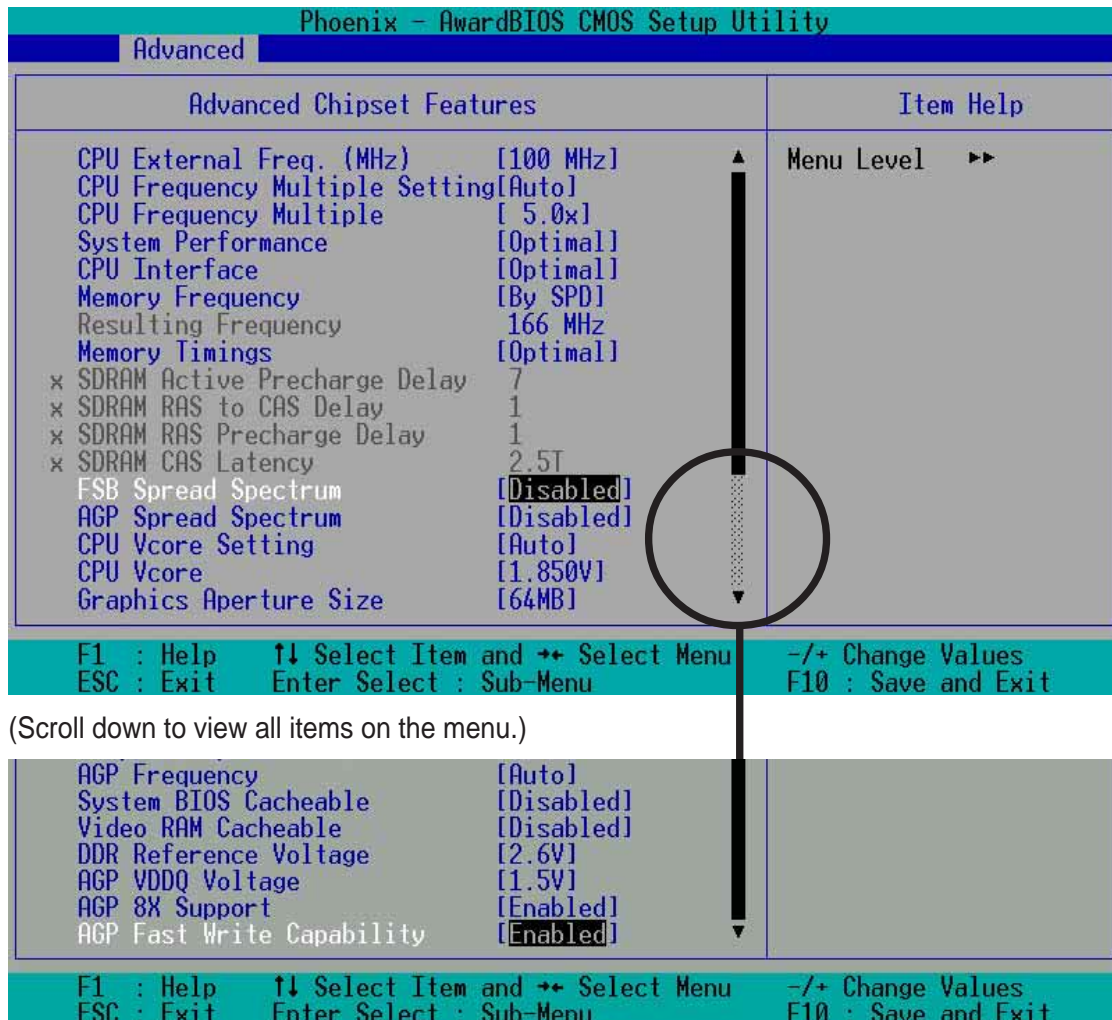 Phoenix - AwardBIOS CMOS Setup Utility
Advanced
Advanced Chipset Features
Item Help
CPU External Freq. (MHz) [100 MHz]
Menu Level ▸▸
CPU Frequency Multiple Setting[Auto]
CPU Frequency Multiple [ 5.0x]
System Performance [Optimal]
CPU Interface [Optimal]
Memory Frequency [By SPD]
Resulting Frequency 166 MHz
Memory Timings [Optimal]
x SDRAM Active Precharge Delay 7
x SDRAM RAS to CAS Delay 1
x SDRAM RAS Precharge Delay 1
x SDRAM CAS Latency 2.5T
FSB Spread Spectrum [Disabled]
AGP Spread Spectrum [Disabled]
CPU Vcore Setting [Auto]
CPU Vcore [1.850V]
Graphics Aperture Size [64MB]
F1 : Help ↑↓ Select Item and →← Select Menu -/+ Change Values
ESC : Exit Enter Select : Sub-Menu F10 : Save and Exit
(Scroll down to view all items on the menu.)
AGP Frequency [Auto]
System BIOS Cacheable [Disabled]
Video RAM Cacheable [Disabled]
DDR Reference Voltage [2.6V]
AGP VDDQ Voltage [1.5V]
AGP 8X Support [Enabled]
AGP Fast Write Capability [Enabled]
F1 : Help ↑↓ Select Item and →← Select Menu -/+ Change Values
ESC : Exit Enter Select : Sub-Menu F10 : Save and Exit